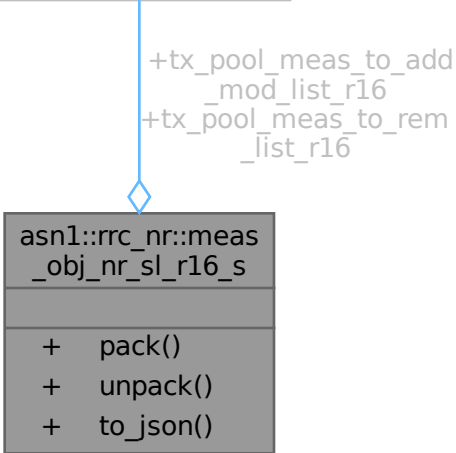 +tx_pool_meas_to_add
_mod_list_r16
+tx_pool_meas_to_rem
_list_r16
asn1::rrc_nr::meas
_obj_nr_sl_r16_s
+ pack()
+ unpack()
+ to_json()